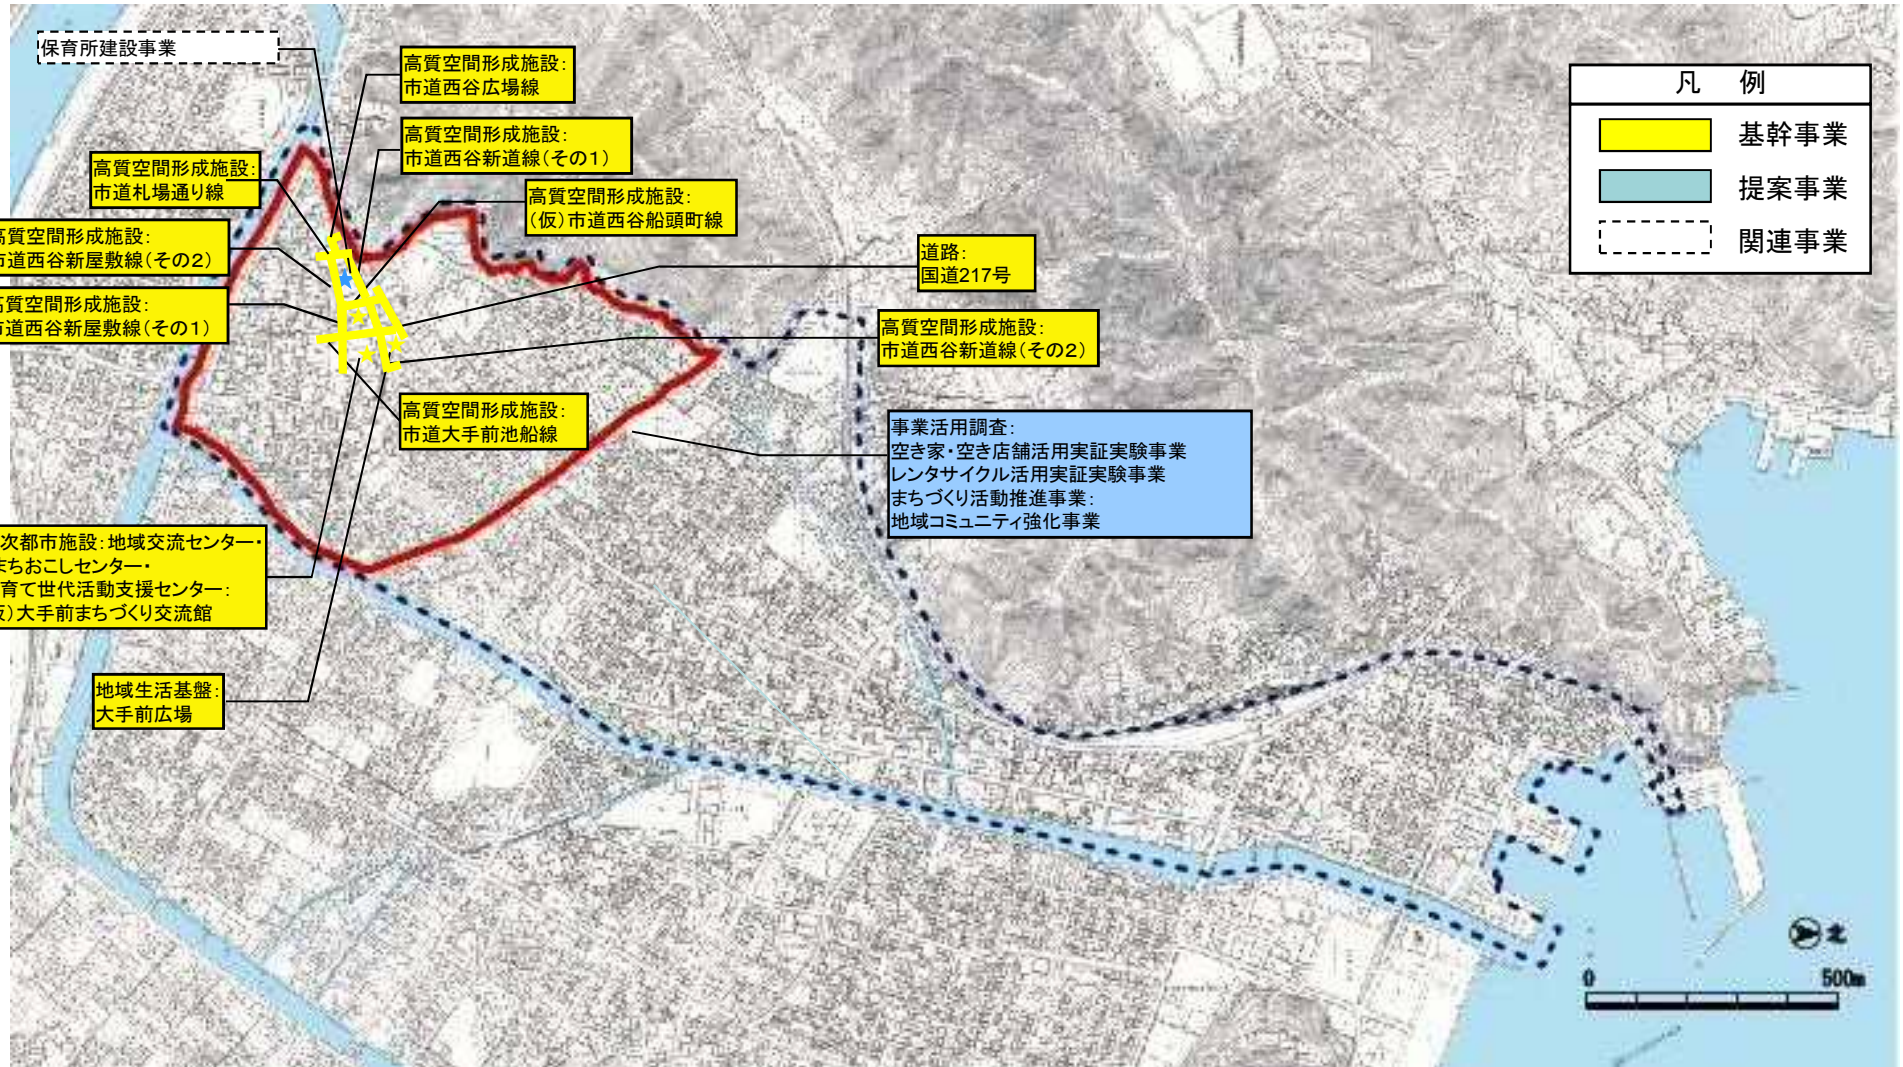 保育所建設事業
高質空間形成施設:
市道西谷広場線
高質空間形成施設:
市道西谷新道線(その1)
高質空間形成施設:
市道札場通り線
高質空間形成施設:
(仮)市道西谷船頭町線
高質空間形成施設:
市道西谷新屋敷線(その2)
高質空間形成施設:
市道西谷新屋敷線(その1)
道路:
国道217号
高質空間形成施設:
市道西谷新道線(その2)
高質空間形成施設:
市道大手前池船線
事業活用調査:
空き家・空き店舗活用実証実験事業
レンタサイクル活用実証実験事業
まちづくり活動推進事業:
地域コミュニティ強化事業
次都市施設:地域交流センター・
まちおこしセンター・
育て世代活動支援センター:
仮)大手前まちづくり交流館
地域生活基盤:
大手前広場
凡 例
基幹事業
提案事業
関連事業
北
0 500m